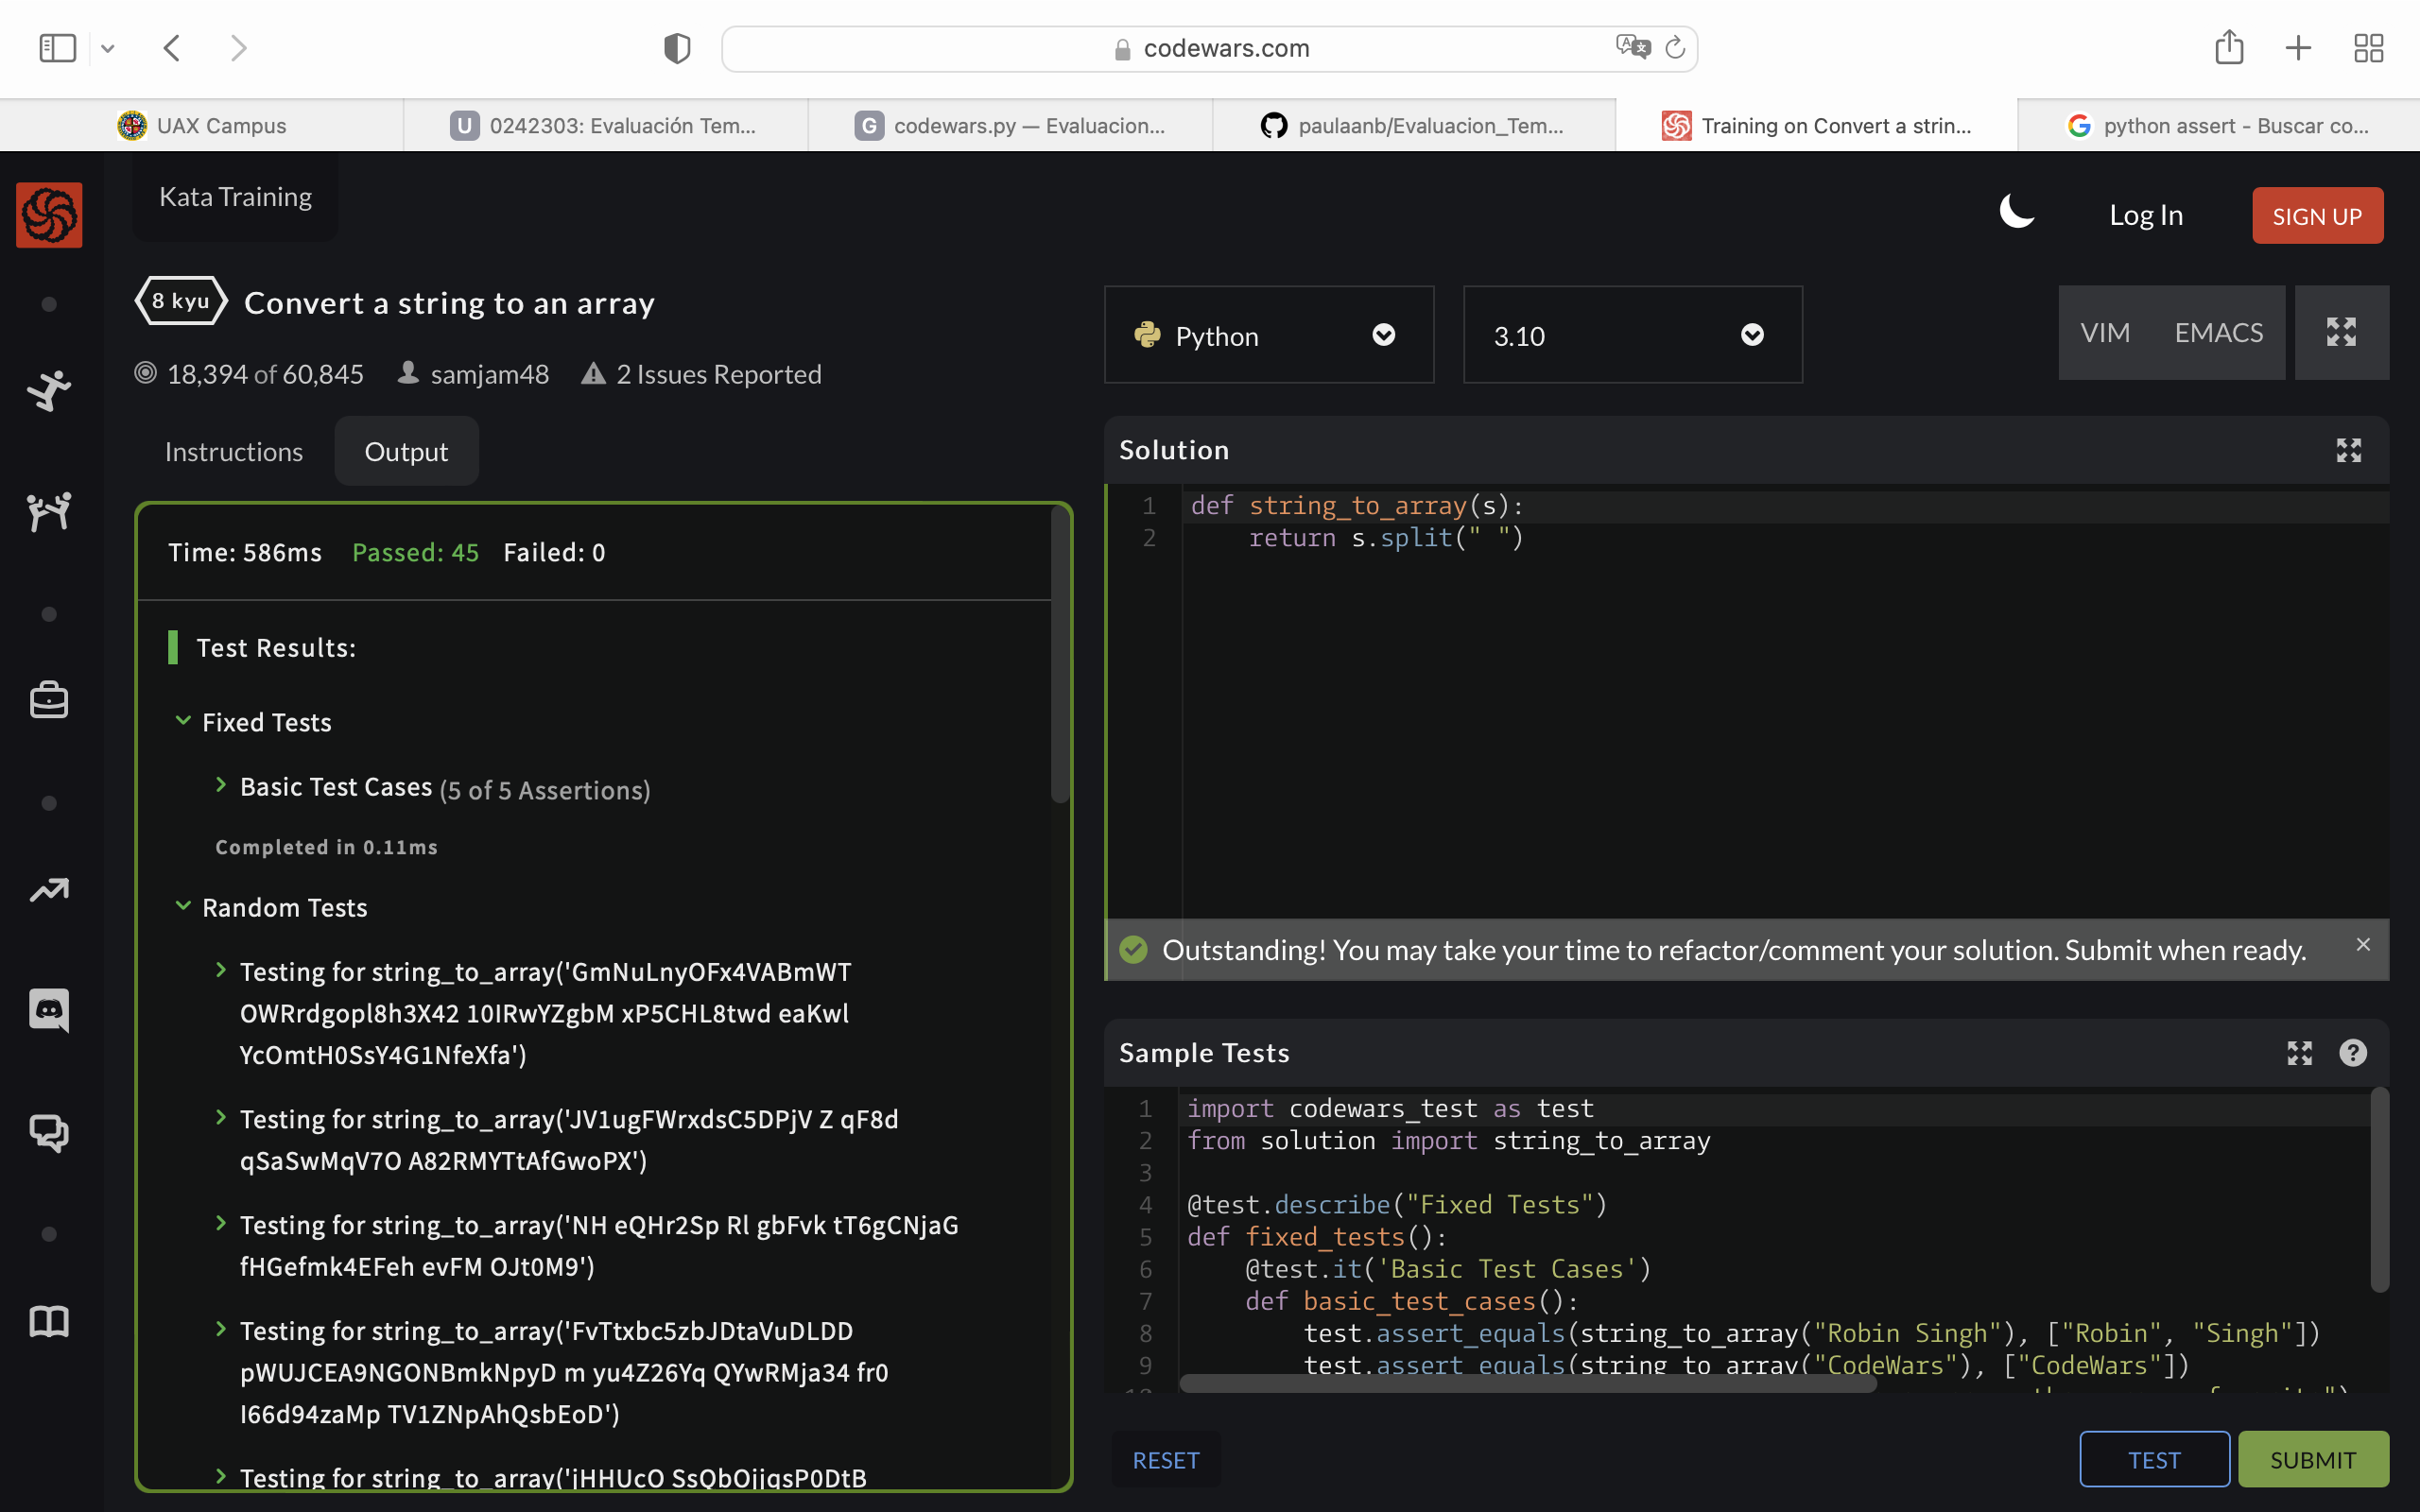 codewars.com
UAX Campus
U 0242303: Evaluación Tem...
G codewars.py — Evaluacion...
paulaanb/Evaluacion_Tem...
Training on Convert a strin...
python assert - Buscar co...
Kata Training
Log In
SIGN UP
8 kyu Convert a string to an array
18,394 of 60,845 samjam48 2 Issues Reported
Instructions Output
Time: 586ms Passed: 45 Failed: 0
Test Results:
Fixed Tests
Basic Test Cases (5 of 5 Assertions)
Completed in 0.11ms
Random Tests
Testing for string_to_array('GmNuLnyOFx4VABmWT
OWRrdgopl8h3X42 10IRwYZgbM xP5CHL8twd eaKwl
YcOmtH0SsY4G1NfeXfa')
Testing for string_to_array('JV1ugFWrxdsC5DPjV Z qF8d
qSaSwMqV7O A82RMYTtAfGwoPX')
Testing for string_to_array('NH eQHr2Sp Rl gbFvk tT6gCNjaG
fHGefmk4EFeh evFM OJt0M9')
Testing for string_to_array('FvTtxbc5zbJDtaVuDLDD
pWUJCEA9NGONBmkNpyD m yu4Z26Yq QYwRMja34 fr0
I66d94zaMp TV1ZNpAhQsbEoD')
Testing for string_to_array('jHHUcO SsQbOjjqsP0DtB
Python
3.10
VIM EMACS
Solution
1 def string_to_array(s):
2 return s.split(" ")
Outstanding! You may take your time to refactor/comment your solution. Submit when ready.
Sample Tests
1 import codewars_test as test
2 from solution import string_to_array
3
4 @test.describe("Fixed Tests")
5 def fixed_tests():
6 @test.it('Basic Test Cases')
7 def basic_test_cases():
8 test.assert_equals(string_to_array("Robin Singh"), ["Robin", "Singh"])
9 test.assert_equals(string_to_array("CodeWars"), ["CodeWars"])
RESET
TEST
SUBMIT